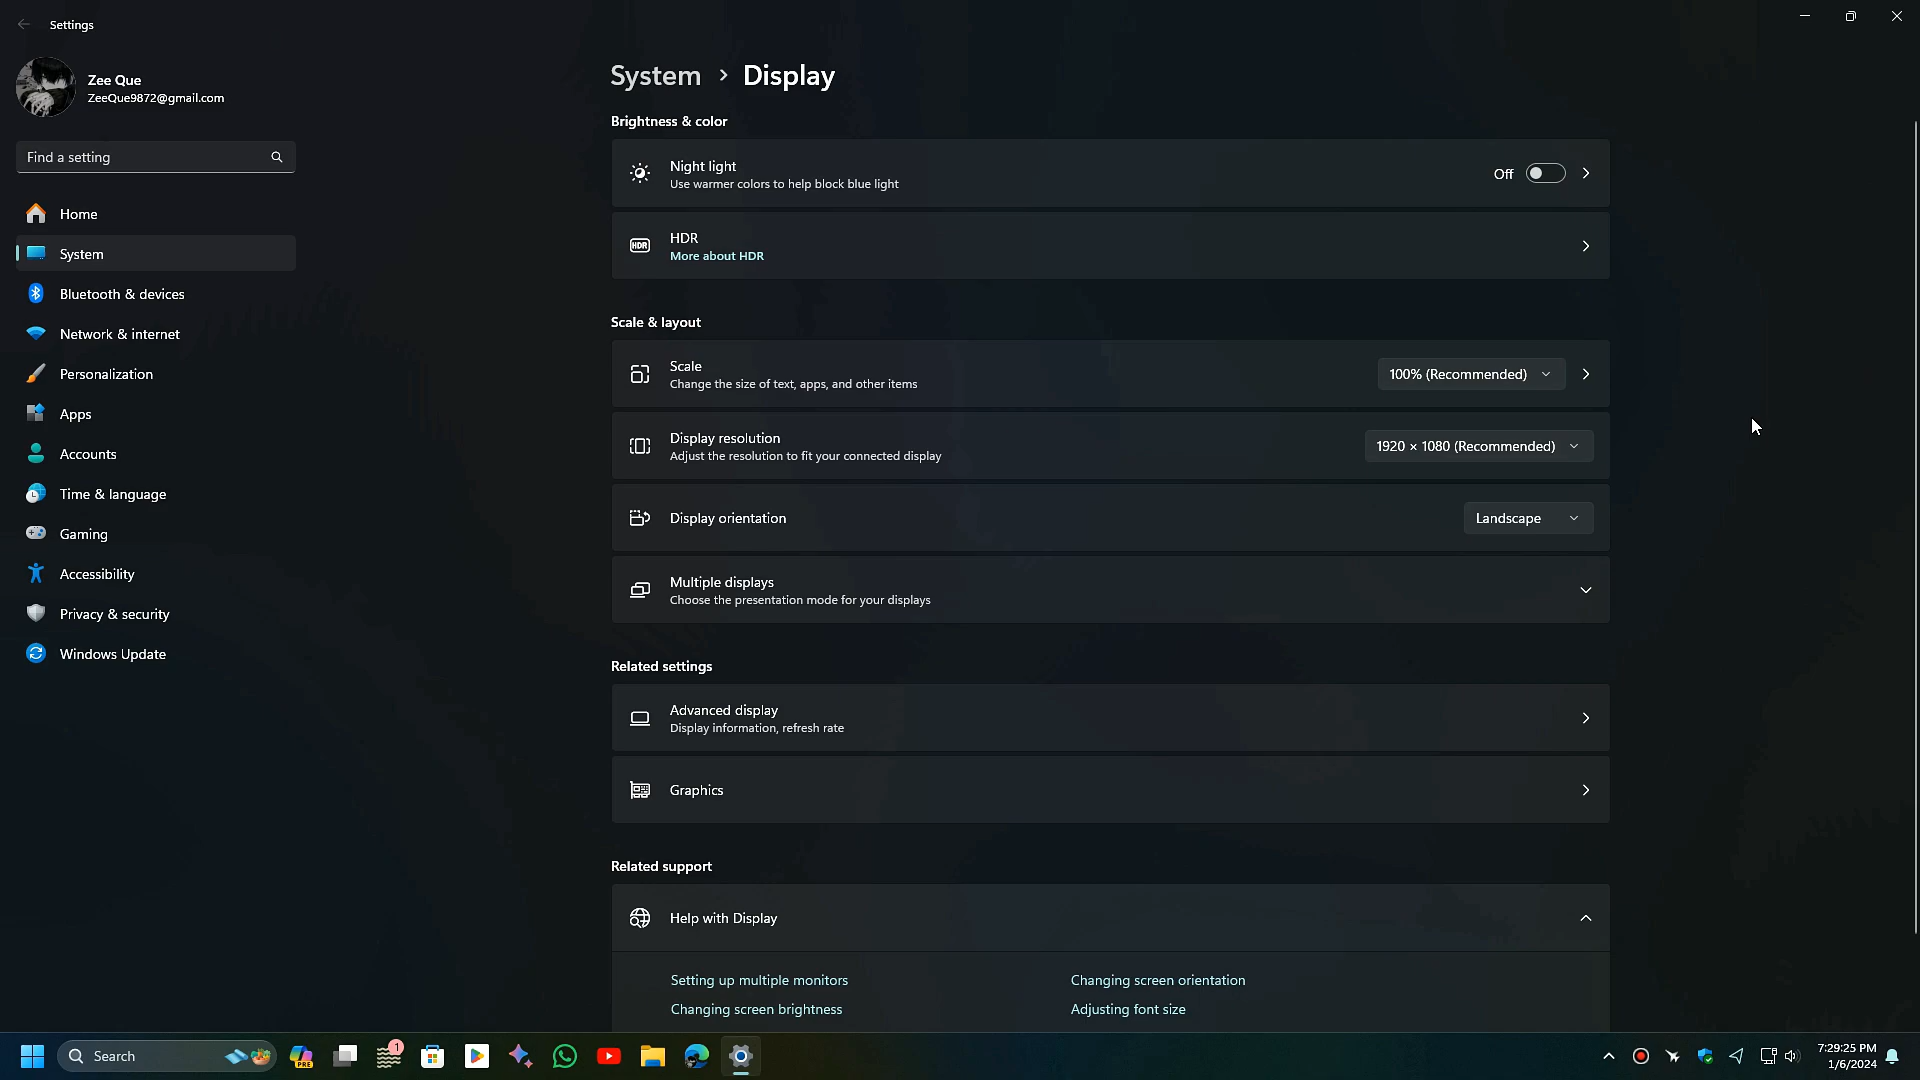 Settings
Zee Que
ZeeQue9872@gmail.com
Find a setting
Home
System
Bluetooth & devices
Network & internet
Personalization
Apps
Accounts
Time & language
Gaming
Accessibility
Privacy & security
Windows Update
System › Display
Brightness & color
Night light
Use warmer colors to help block blue light
Off
HDR
HDR
More about HDR
Scale & layout
Scale
Change the size of text, apps, and other items
100% (Recommended)
Display resolution
Adjust the resolution to fit your connected display
1920 × 1080 (Recommended)
Display orientation
Landscape
Multiple displays
Choose the presentation mode for your displays
Related settings
Advanced display
Display information, refresh rate
Graphics
Related support
Help with Display
Setting up multiple monitors
Changing screen orientation
Changing screen brightness
Adjusting font size
Search
PRE
1
7:29:25 PM
1/6/2024